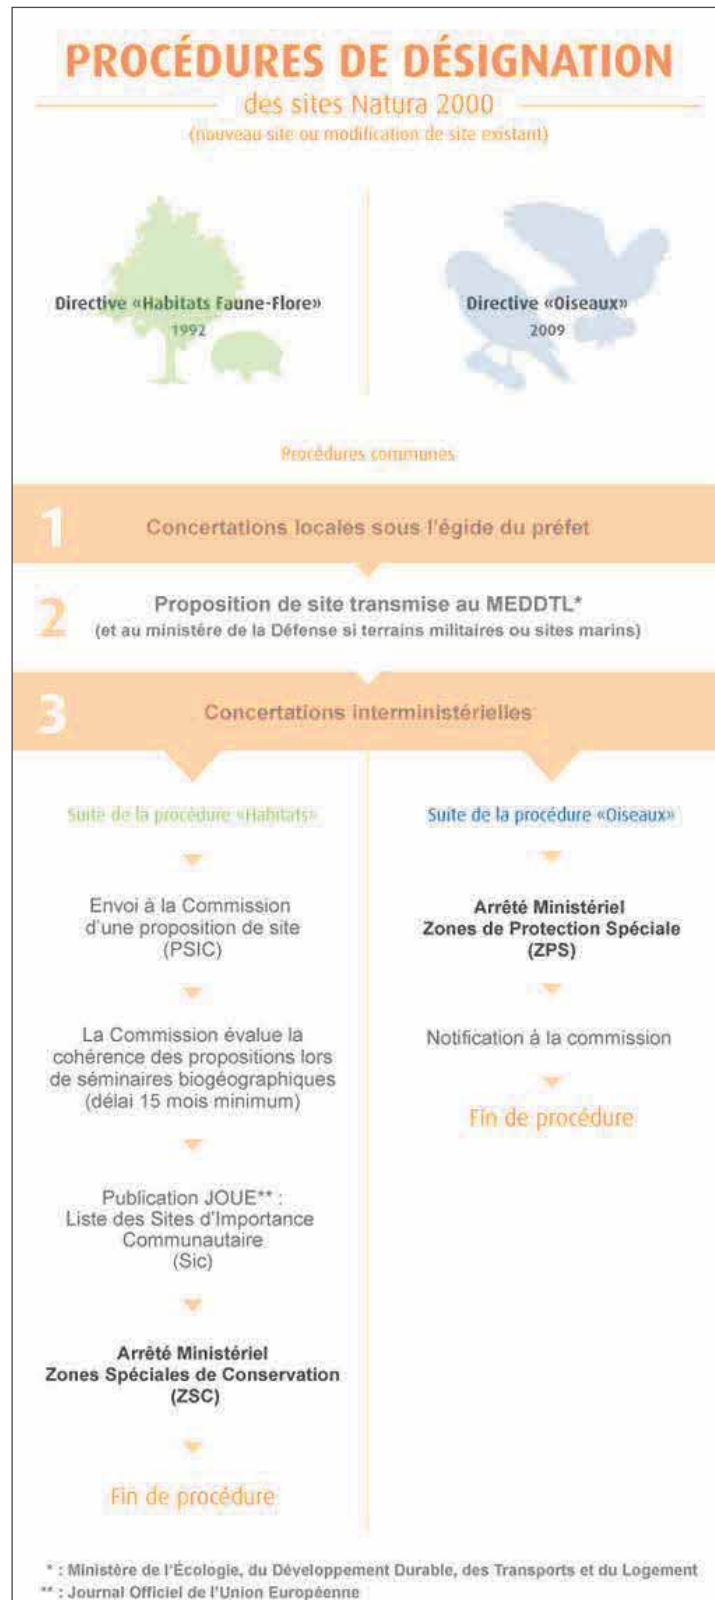 PROCÉDURES DE DÉSIGNATION
des sites Natura 2000
(nouveau site ou modification de site existant)
Directive «Habitats Faune-Flore»
1992
Directive «Oiseaux»
2009
Procédures communes
1 Concertations locales sous l'égide du préfet
2 Proposition de site transmise au MEDDTL*
(et au ministère de la Défense si terrains militaires ou sites marins)
3 Concertations interministérielles
Suite de la procédure «Habitats»
Envoi à la Commission
d'une proposition de site
(PSIC)
La Commission évalue la
cohérence des propositions lors
de séminaires biogéographiques
(délai 15 mois minimum)
Publication JOUE** :
Liste des Sites d'Importance
Communautaire
(Sic)
Arrêté Ministériel
Zones Spéciales de Conservation
(ZSC)
Fin de procédure
Suite de la procédure «Oiseaux»
Arrêté Ministériel
Zones de Protection Spéciale
(ZPS)
Notification à la commission
Fin de procédure
* : Ministère de l'Écologie, du Développement Durable, des Transports et du Logement
** : Journal Officiel de l'Union Européenne